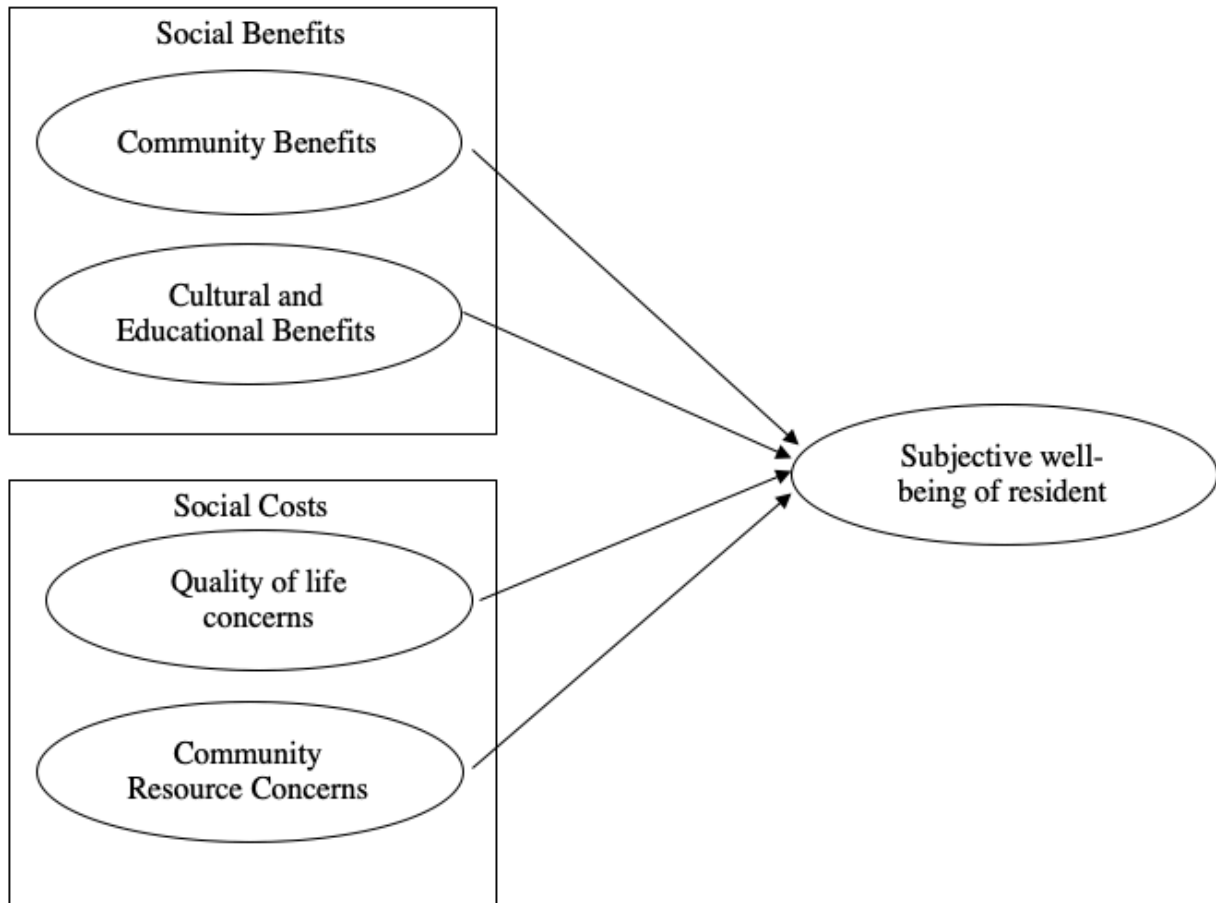 Social Benefits
Community Benefits
Cultural and
Educational Benefits
Subjective well-
being of resident
Social Costs
Quality of life
concerns
Community
Resource Concerns